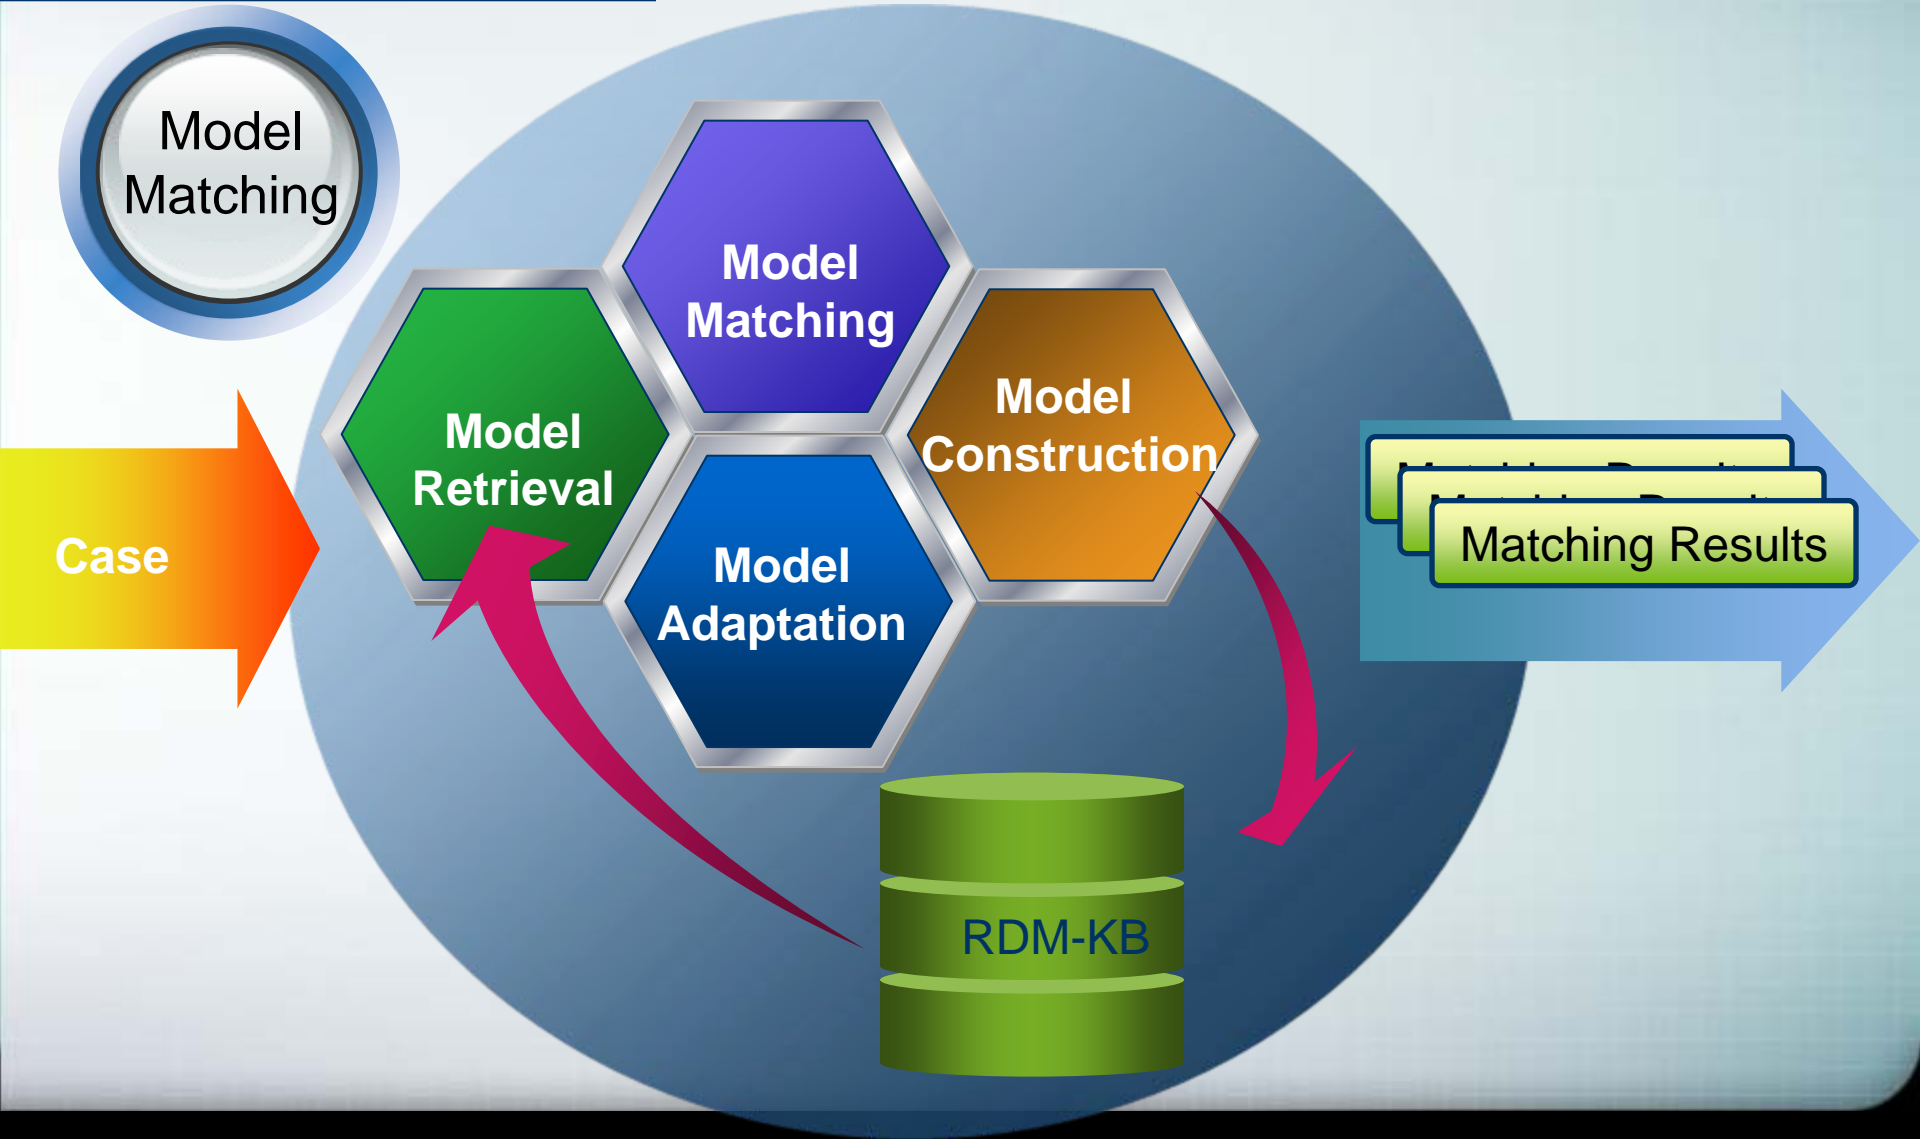 Model
Matching
Model
Matching
Model
Retrieval
Model
Construction
Model
Adaptation
Case
Matching Results
RDM-KB